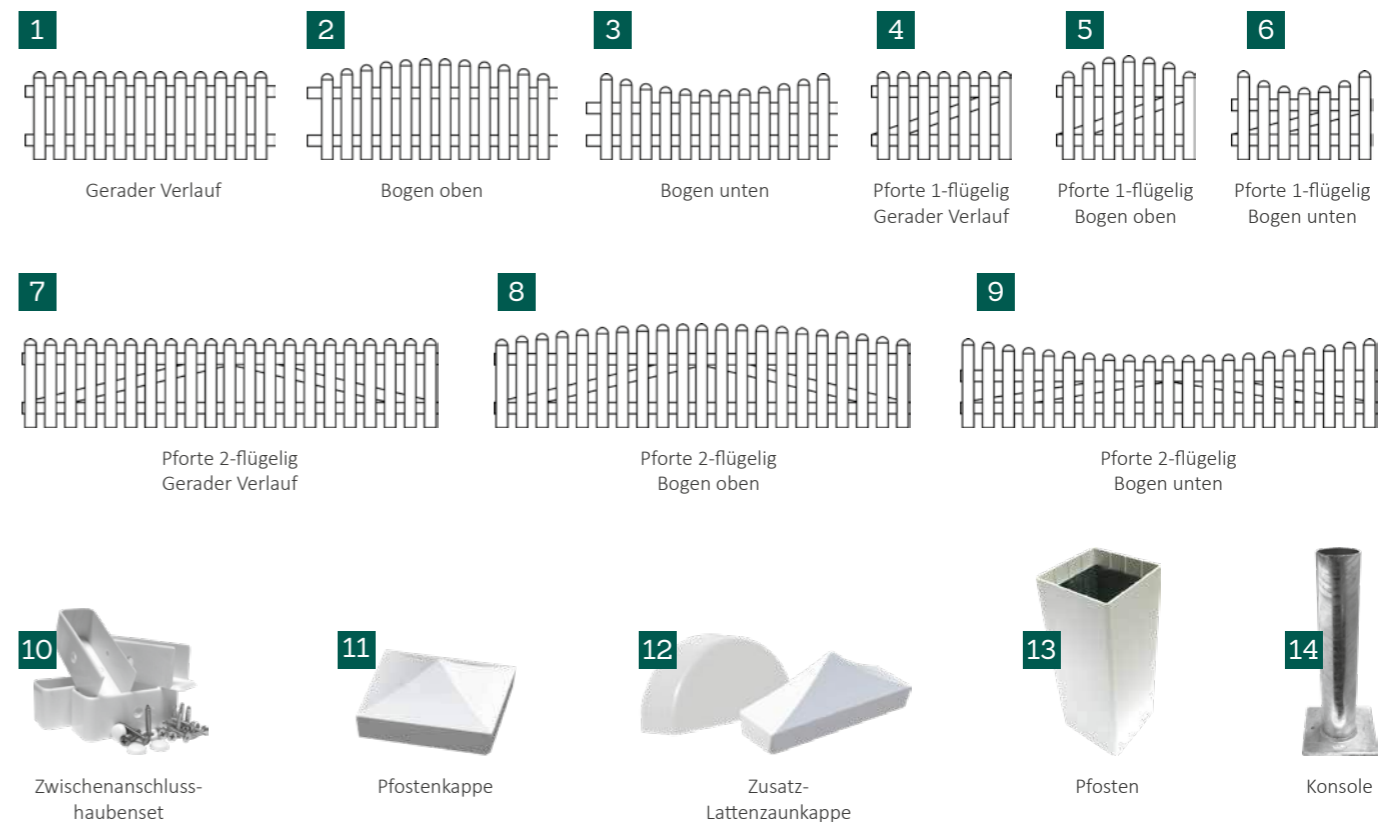 1
2
3
4
5
6
Gerader Verlauf
Bogen oben
Bogen unten
Pforte 1-flügelig
Gerader Verlauf
Pforte 1-flügelig
Bogen oben
Pforte 1-flügelig
Bogen unten
7
8
9
Pforte 2-flügelig
Gerader Verlauf
Pforte 2-flügelig
Bogen oben
Pforte 2-flügelig
Bogen unten
10
11
12
13
14
Zwischenanschluss-
haubenset
Pfostenkappe
Zusatz-
Lattenzaunkappe
Pfosten
Konsole